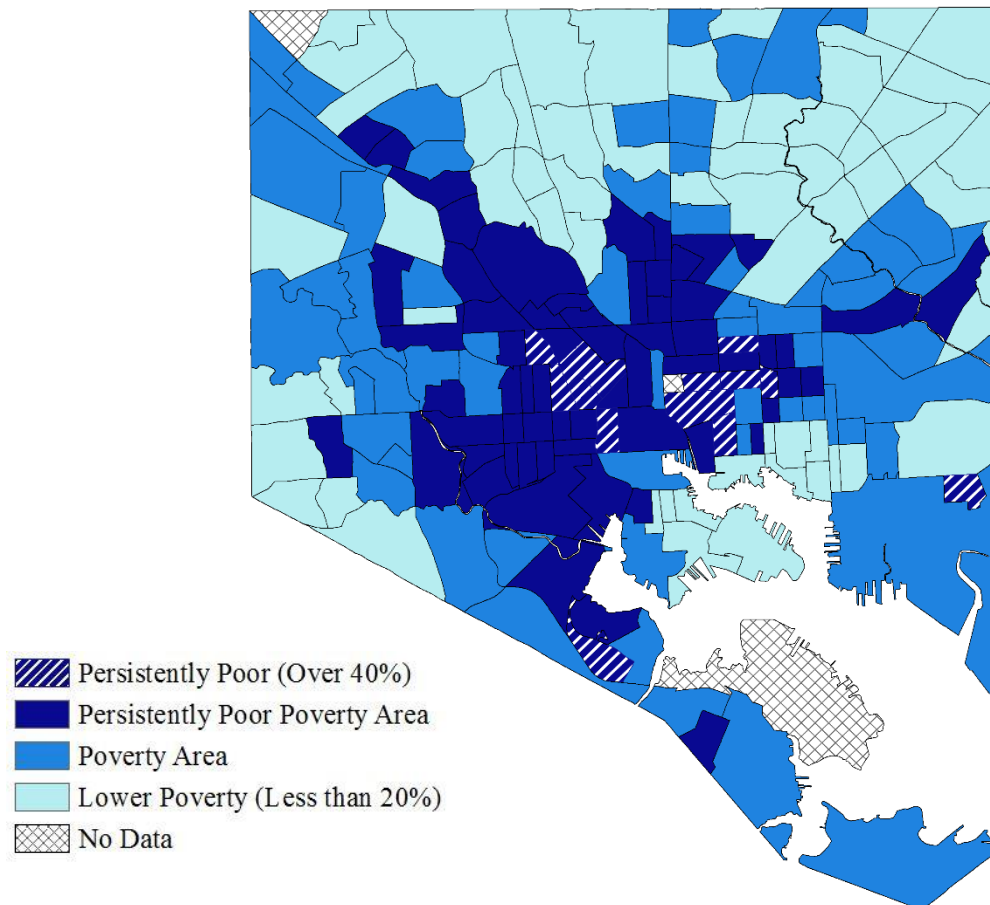 Persistently Poor (Over 40%)
Persistently Poor Poverty Area
Poverty Area
Lower Poverty (Less than 20%)
No Data